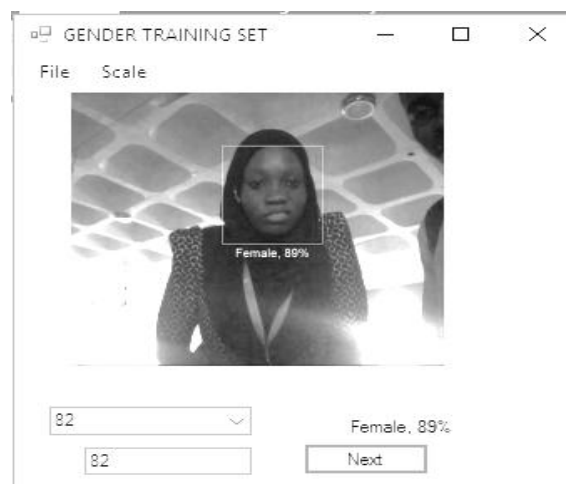 GENDER TRAINING SET
File Scale
Female, 89%
82
Female, 89%
82
Next